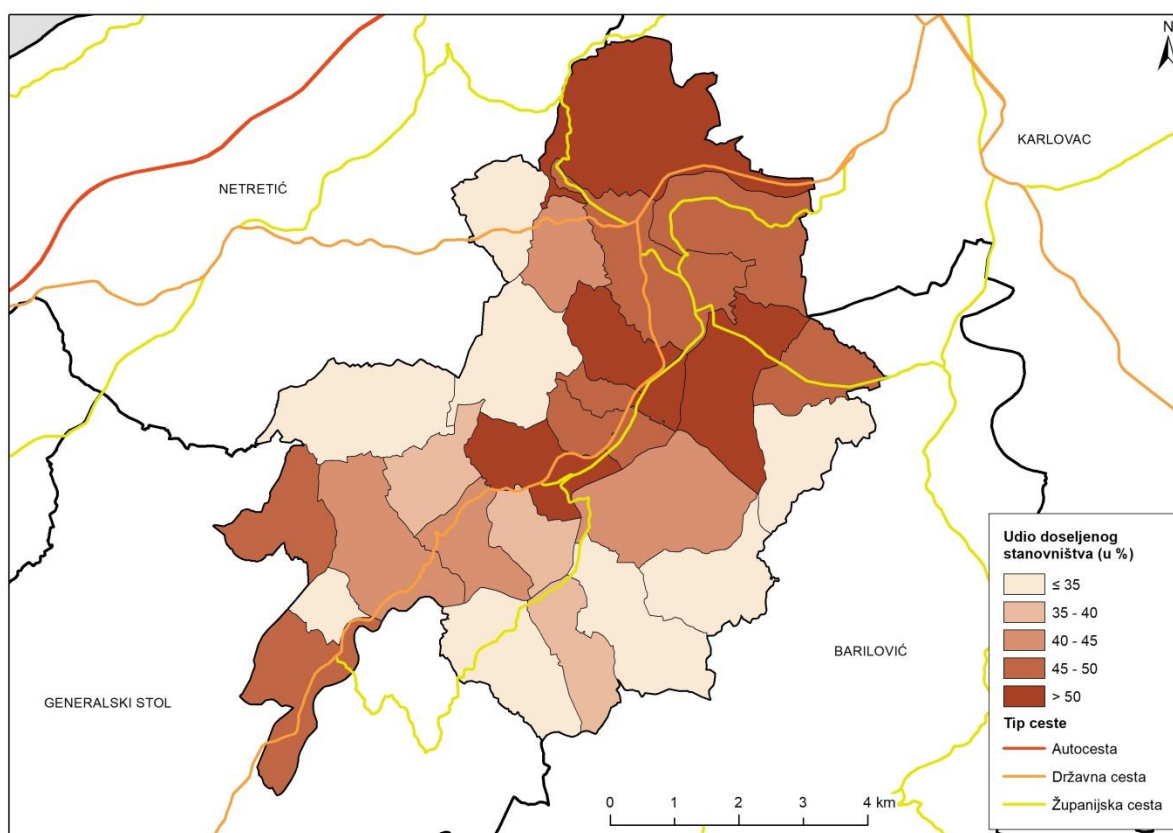 N
KARLOVAC
NETRETIĆ
BARILOVIĆ
GENERALSKI STOL
Udio doseljenog
stanovništva (u %)
≤ 35
35 - 40
40 - 45
45 - 50
> 50
Tip ceste
Autocesta
Državna cesta
Županijska cesta
0 1 2 3 4 km